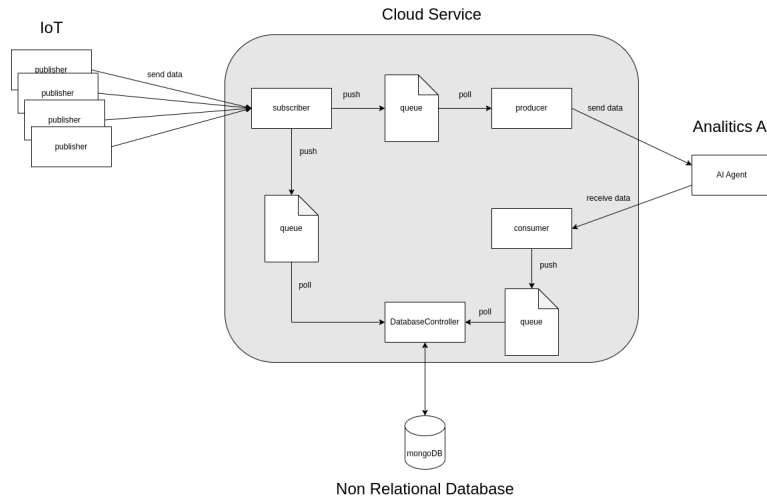 Cloud Service
IoT
publisher
publisher
publisher
publisher
send data
subscriber
push
queue
poll
producer
send data
Analitics A
AI Agent
push
receive data
queue
consumer
push
poll
DatabaseController
poll
queue
mongoDB
Non Relational Database